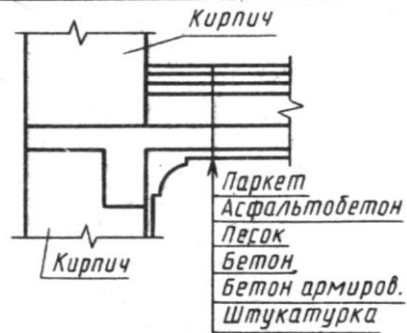 Кирпич
Паркет
Асфальтобетон
Песок
Бетон
Бетон армиров.
Штукатурка
Кирпич